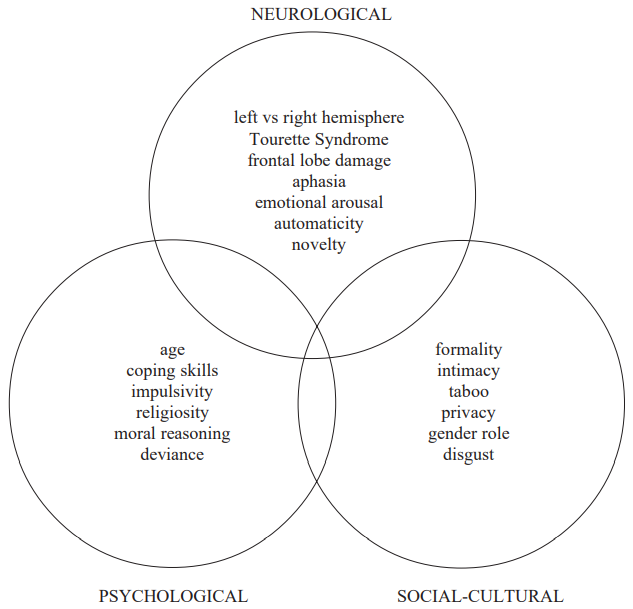 NEUROLOGICAL
left vs right hemisphere
Tourette Syndrome
frontal lobe damage
aphasia
emotional arousal
automaticity
novelty
age
coping skills
impulsivity
religiosity
moral reasoning
deviance
formality
intimacy
taboo
privacy
gender role
disgust
PSYCHOLOGICAL
SOCIAL-CULTURAL